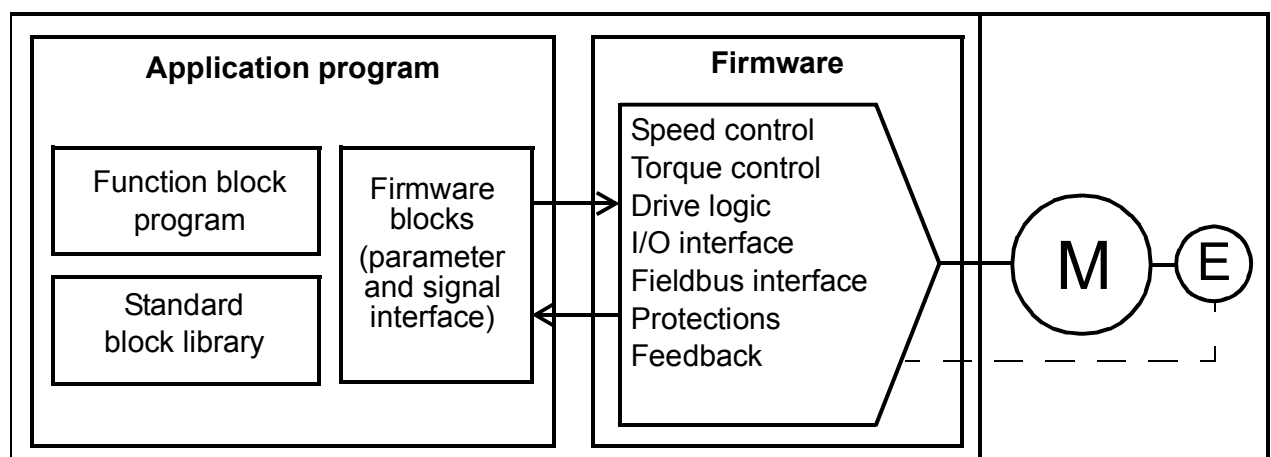 Application program
Function block
program
Standard
block library
Firmware
blocks
(parameter
and signal
interface)
Firmware
Speed control
Torque control
Drive logic
I/O interface
Fieldbus interface
Protections
Feedback
M
E